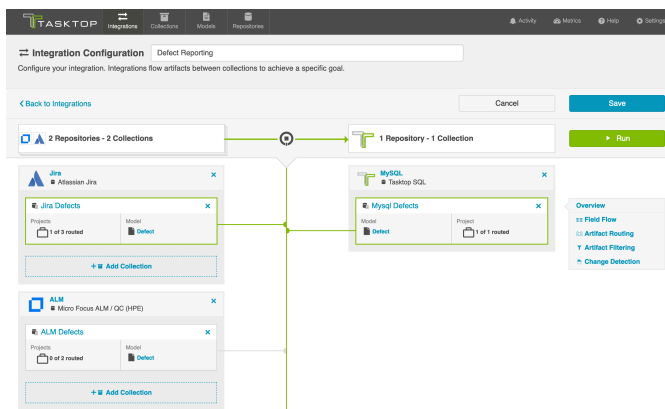 TASKTOP
Integrations
Collections
Models
Repositories
Activity
Metrics
Help
Settings
Integration Configuration
Defect Reporting
Configure your integration. Integrations flow artifacts between collections to achieve a specific goal.
Back to Integrations
Cancel
Save
2 Repositories - 2 Collections
1 Repository - 1 Collection
Run
Jira
Atlassian Jira
Jira Defects
Projects
1 of 3 routed
Model
Defect
+ Add Collection
ALM
Micro Focus ALM / QC (HPE)
ALM Defects
Projects
0 of 2 routed
Model
Defect
+ Add Collection
MySQL
Tasktop SQL
Mysql Defects
Model
Defect
Project
1 of 1 routed
Overview
Field Flow
Artifact Routing
Artifact Filtering
Change Detection